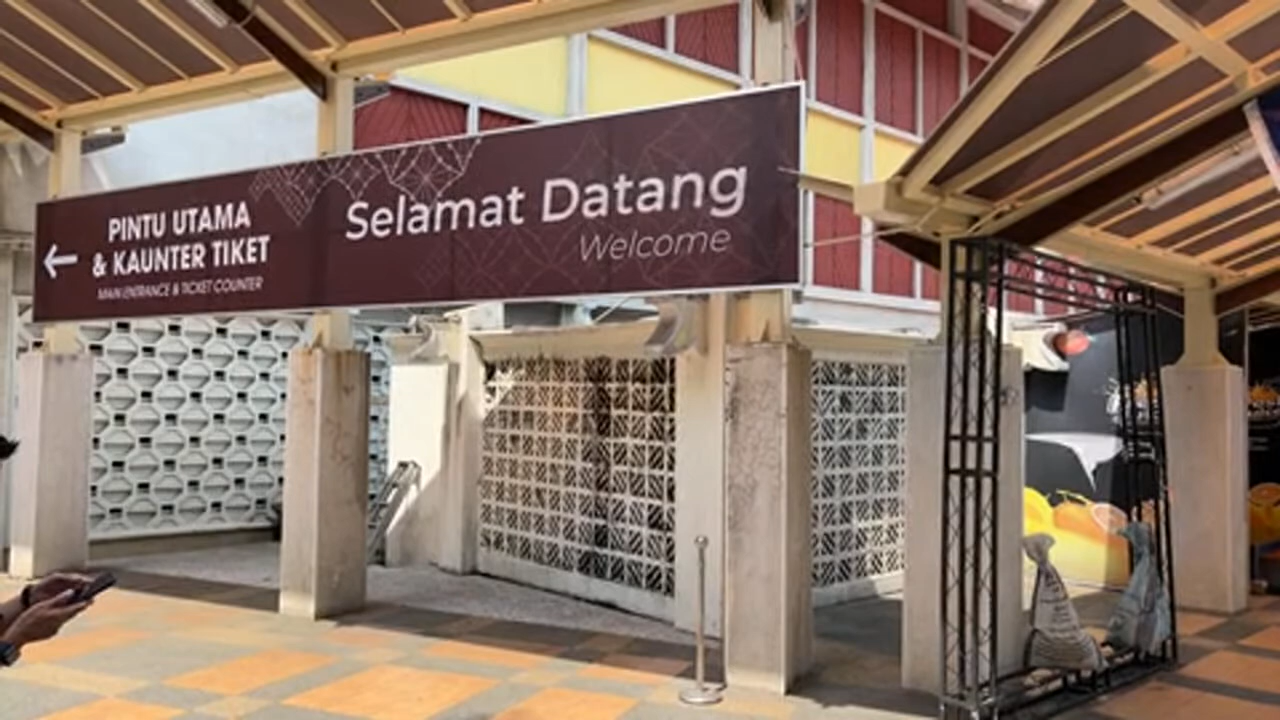 PINTU UTAMA
& KAUNTER TIKET
MAIN ENTRANCE & TICKET COUNTER
Selamat Datang
Welcome